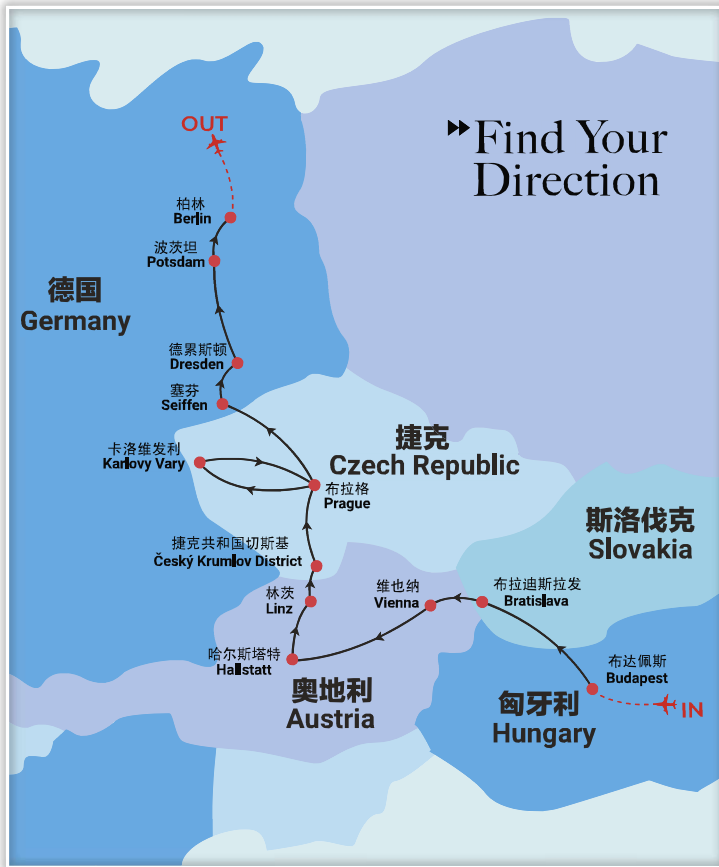 OUT
Find Your
Direction
柏林
Berlin
波茨坦
Potsdam
德国
Germany
德累斯顿
Dresden
塞芬
Seiffen
捷克
Czech Republic
卡洛维发利
Karlovy Vary
布拉格
Prague
斯洛伐克
Slovakia
捷克共和国切斯基
Český Krumlov District
林茨
Linz
维也纳
Vienna
布拉迪斯拉发
Bratislava
哈尔斯塔特
Hallstatt
布达佩斯
Budapest
奥地利
Austria
匈牙利
Hungary
IN